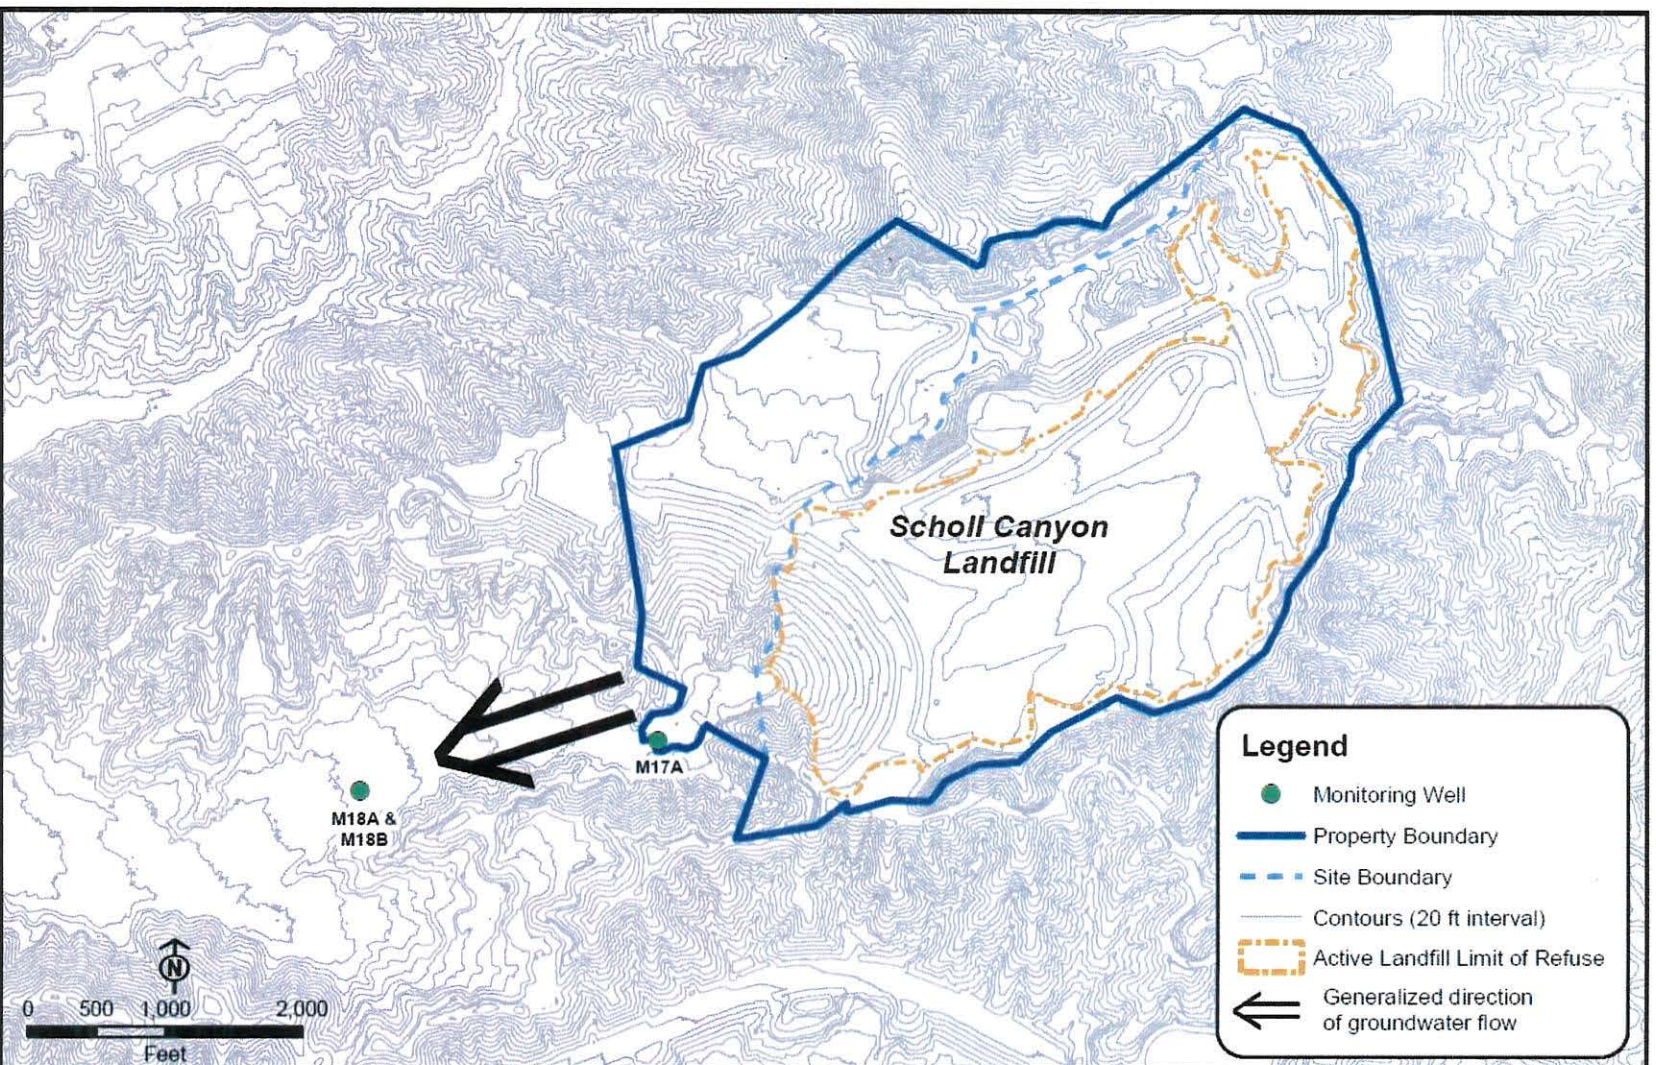 Scholl Canyon
Landfill
M17A
M18A &
M18B
N
0 500 1,000 2,000
Feet
Legend
Monitoring Well
Property Boundary
Site Boundary
Contours (20 ft interval)
Active Landfill Limit of Refuse
Generalized direction
of groundwater flow